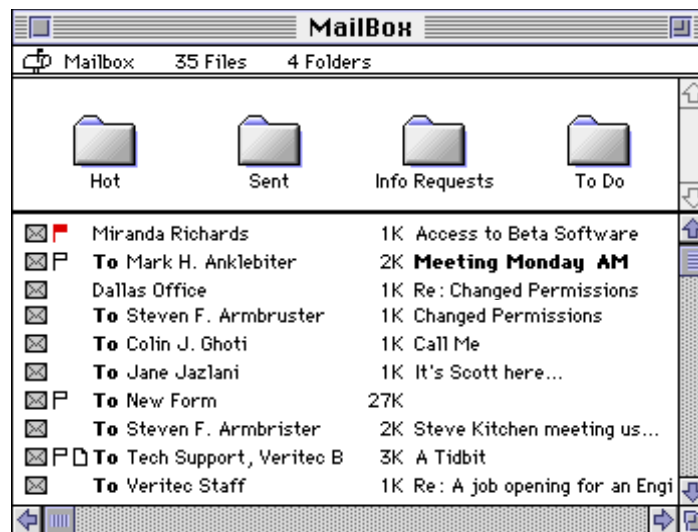 MailBox
Mailbox 35 Files 4 Folders
Hot Sent Info Requests To Do
Miranda Richards 1K Access to Beta Software
To Mark H. Anklebiter 2K Meeting Monday AM
Dallas Office 1K Re: Changed Permissions
To Steven F. Armbruster 1K Changed Permissions
To Colin J. Ghoti 1K Call Me
To Jane Jazlani 1K It's Scott here...
To New Form 27K
To Steven F. Armbrister 2K Steve Kitchen meeting us...
To Tech Support, Veritec B 3K A Tidbit
To Veritec Staff 1K Re: A job opening for an Engi